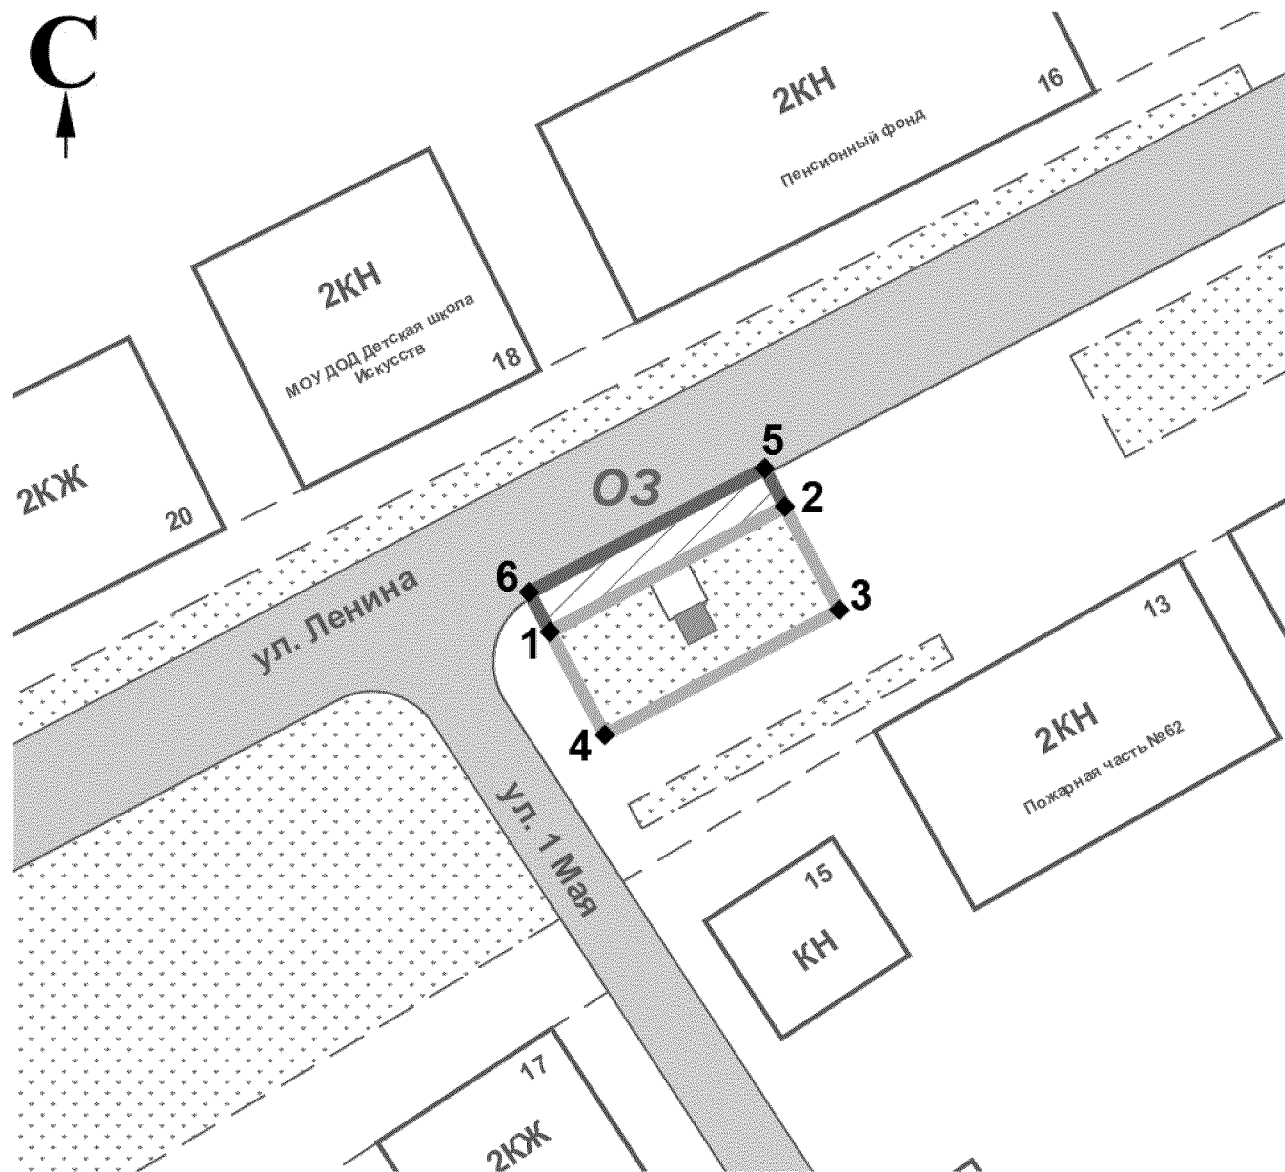 С
2КН
16
Пенсионный фонд
2КН
МОУ ДОД Детская школа
Искусств
18
2КЖ
20
5
ОЗ
2
6
ул. Ленина
1
3
4
13
2КН
Пожарная часть №62
ул. 1 Мая
15
КН
17
2КЖ